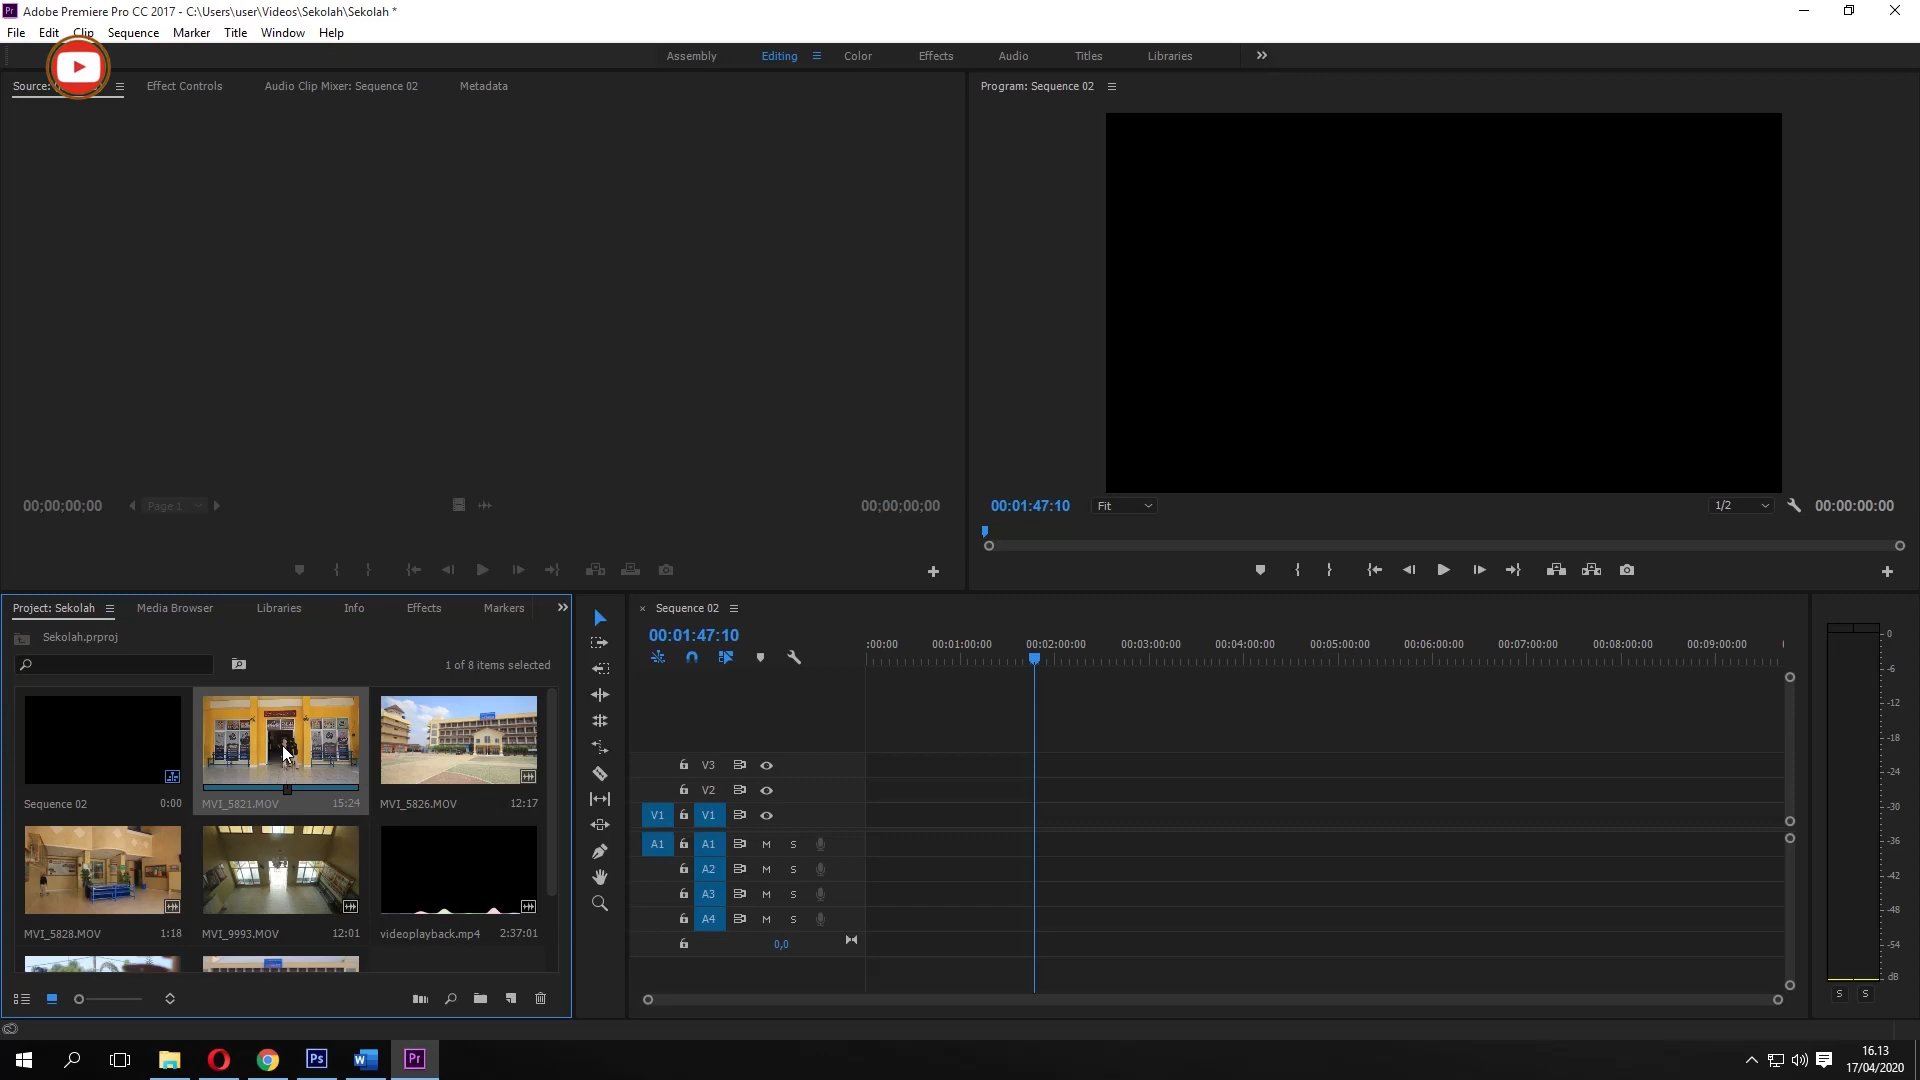 Adobe Premiere Pro CC 2017 - C:\Users\user\Videos\Sekolah\Sekolah *
File Edit Clip Sequence Marker Title Window Help
Assembly Editing Color Effects Audio Titles Libraries
Source: Effect Controls Audio Clip Mixer: Sequence 02 Metadata
Program: Sequence 02
00;00;00;00 Page 1 00;00;00;00
00:01:47:10 Fit 1/2 00:00:00:00
Project: Sekolah Media Browser Libraries Info Effects Markers
Sekolah.prproj
1 of 8 items selected
Sequence 02 0:00
MVI_5821.MOV 15:24
MVI_5826.MOV 12:17
MVI_5828.MOV 1:18
MVI_9993.MOV 12:01
videoplayback.mp4 2:37:01
× Sequence 02
00:01:47:10
:00:00 00:01:00:00 00:02:00:00 00:03:00:00 00:04:00:00 00:05:00:00 00:06:00:00 00:07:00:00 00:08:00:00 00:09:00:00
V3
V2
V1 V1
A1 A1 M S
A2 M S
A3 M S
A4 M S
0,0
0
-6
-12
-18
-24
-30
-36
-42
-48
-54
dB
S S
Ps
Pr
16.13
17/04/2020